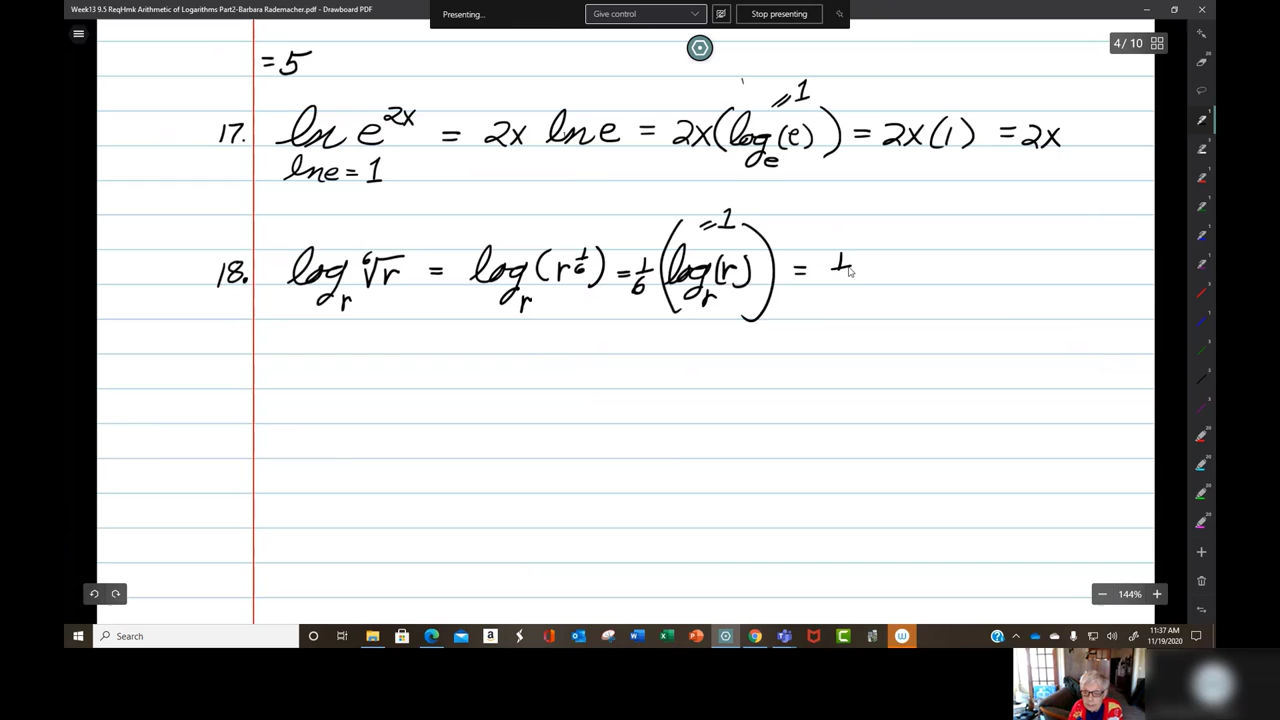 Week13 9.5 ReqHmk Arithmetic of Logarithms Part2-Barbara Rademacher.pdf - Drawboard PDF
Presenting...
Give control
Stop presenting
4 / 10
= 5
17. ln e^{2x} = 2x ln e = 2x(log_e(e)) = 2x(1) = 2x
=1
ln e = 1
=1
18. log_r ⁶√r = log_r(r^{1/6}) = 1/6 (log_r(r)) = 1
144%
Search
11:37 AM
11/19/2020